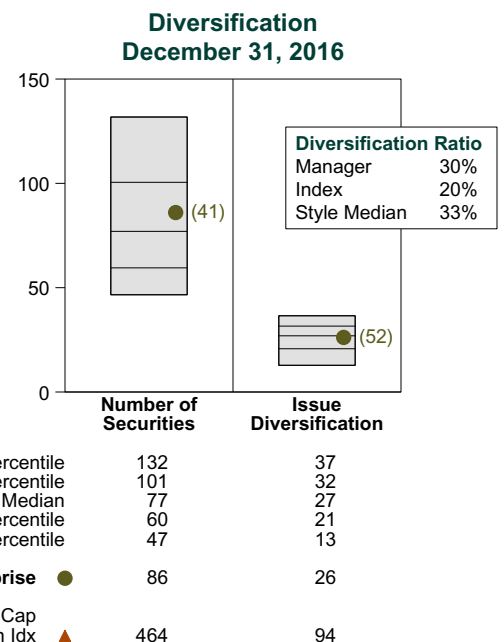 Diversification
December 31, 2016
150
100
50
0
(41)
(52)
Diversification Ratio
Manager 30%
Index 20%
Style Median 33%
Number of Securities
Issue Diversification
ercentile 132 37
ercentile 101 32
Median 77 27
ercentile 60 21
ercentile 47 13
prise 86 26
Cap
Idx 464 94